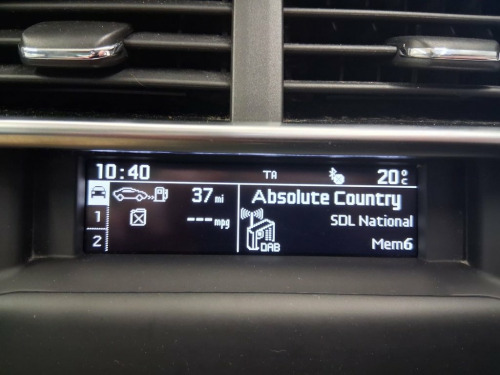 10:40 TA 20°C
37 mi
Absolute Country
1
---mpg
SDL National
2
DAB
Mem6